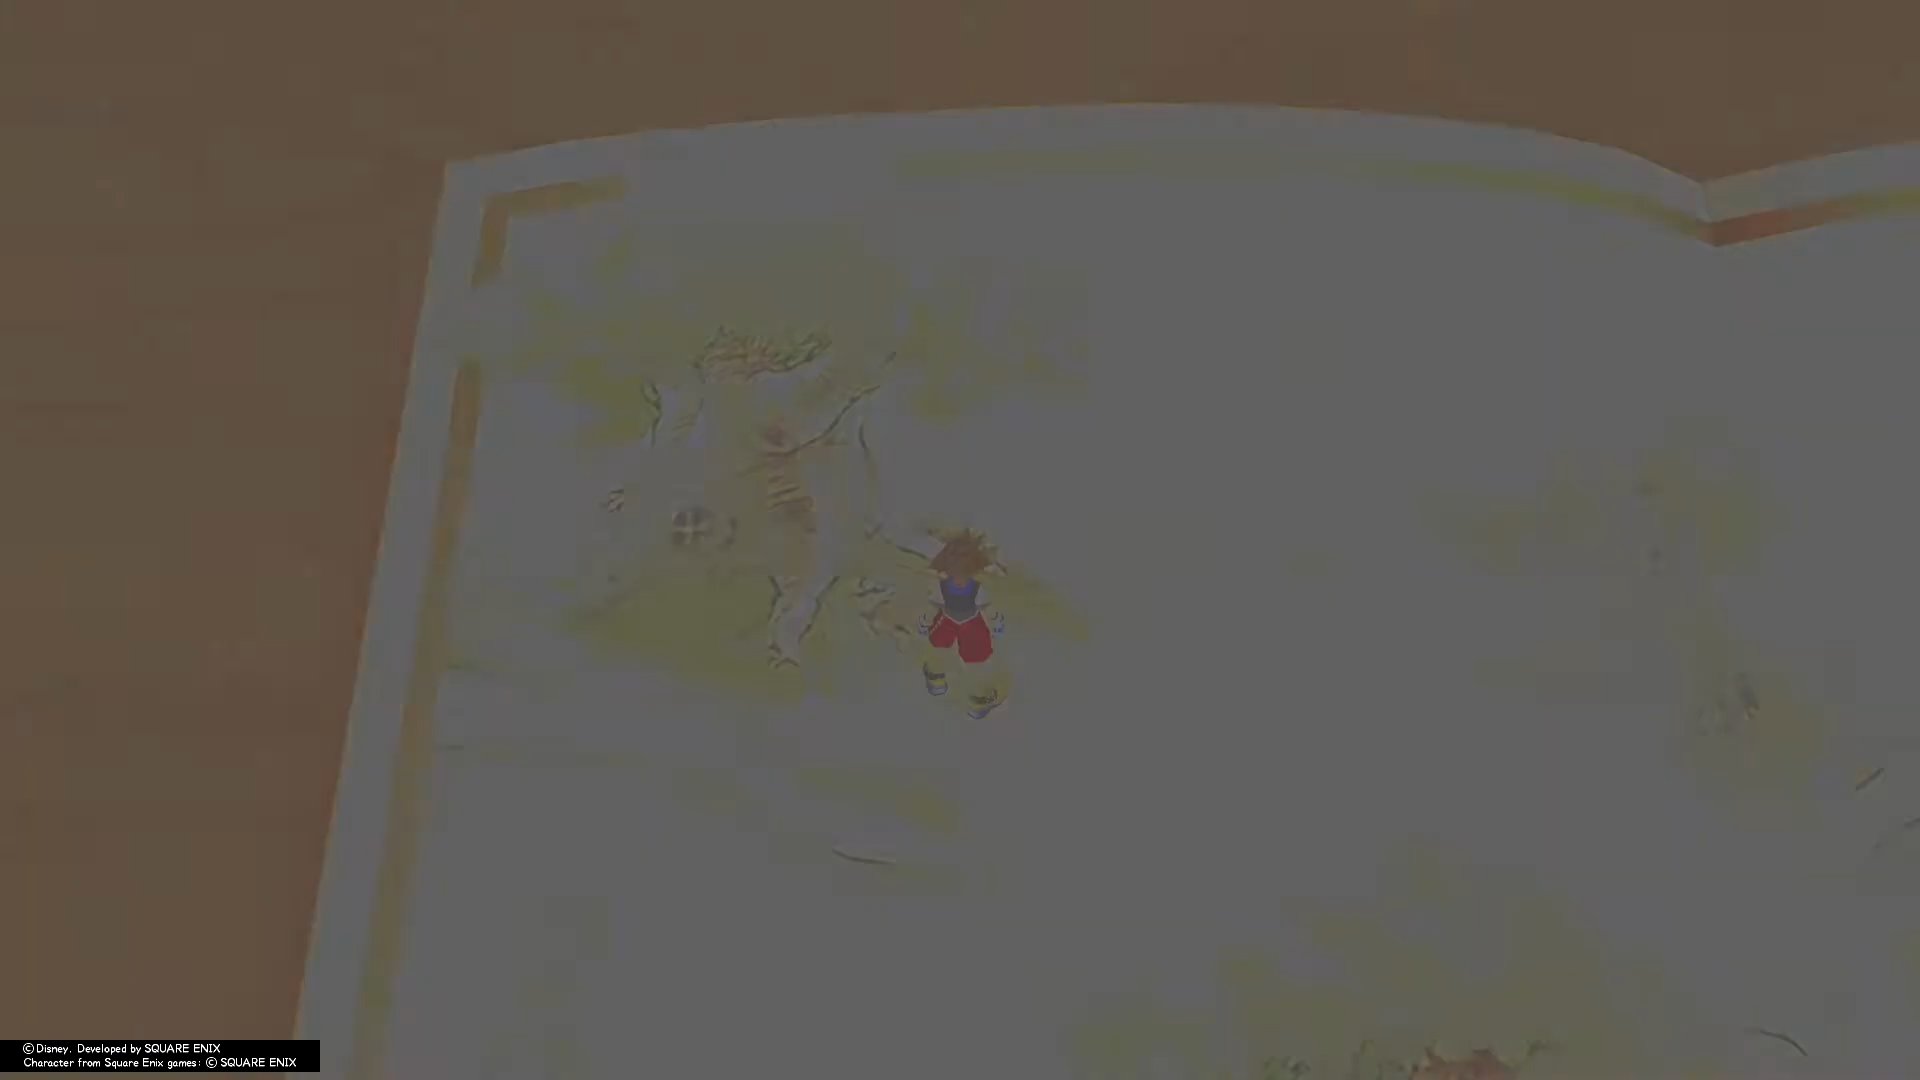 ©Disney. Developed by SQUARE ENIX
Character from Square Enix games: © SQUARE ENIX